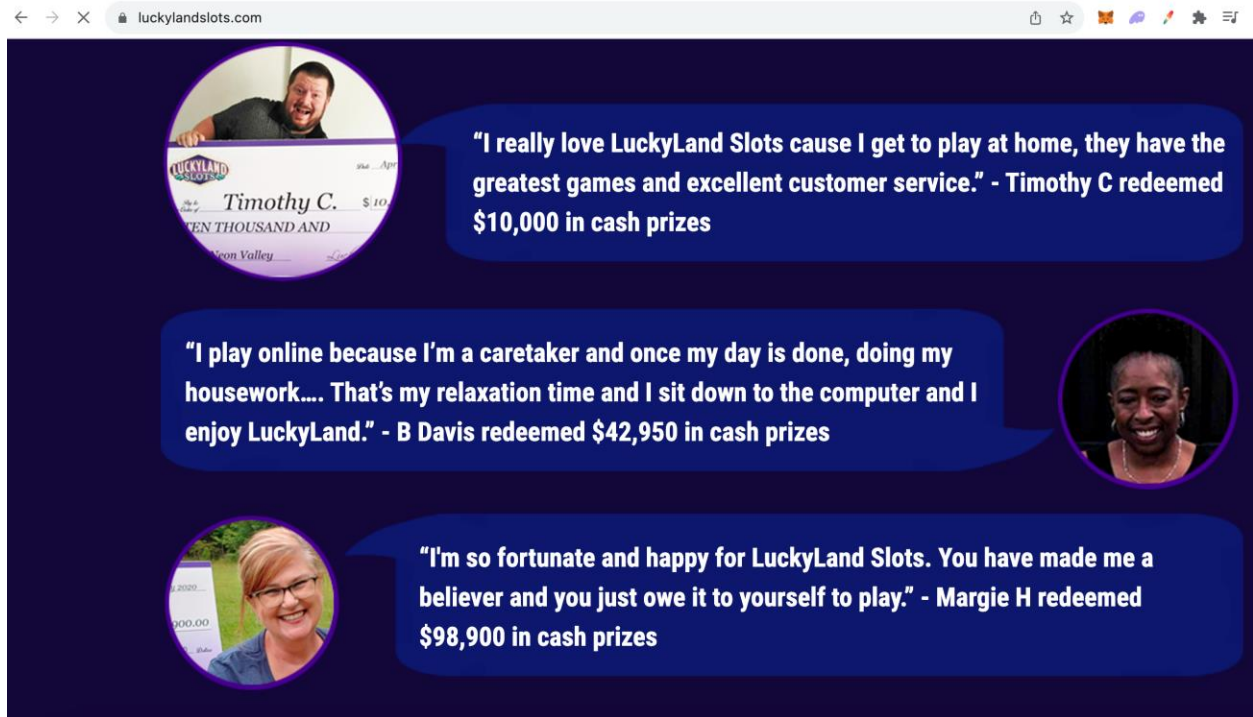 luckylandslots.com
LUCKYLAND
SLOTS
Apr
Timothy C.
$ 10,
TEN THOUSAND AND
Neon Valley
“I really love LuckyLand Slots cause I get to play at home, they have the
greatest games and excellent customer service.” - Timothy C redeemed
$10,000 in cash prizes
“I play online because I’m a caretaker and once my day is done, doing my
housework.... That’s my relaxation time and I sit down to the computer and I
enjoy LuckyLand.” - B Davis redeemed $42,950 in cash prizes
2020
900.00
“I'm so fortunate and happy for LuckyLand Slots. You have made me a
believer and you just owe it to yourself to play.” - Margie H redeemed
$98,900 in cash prizes